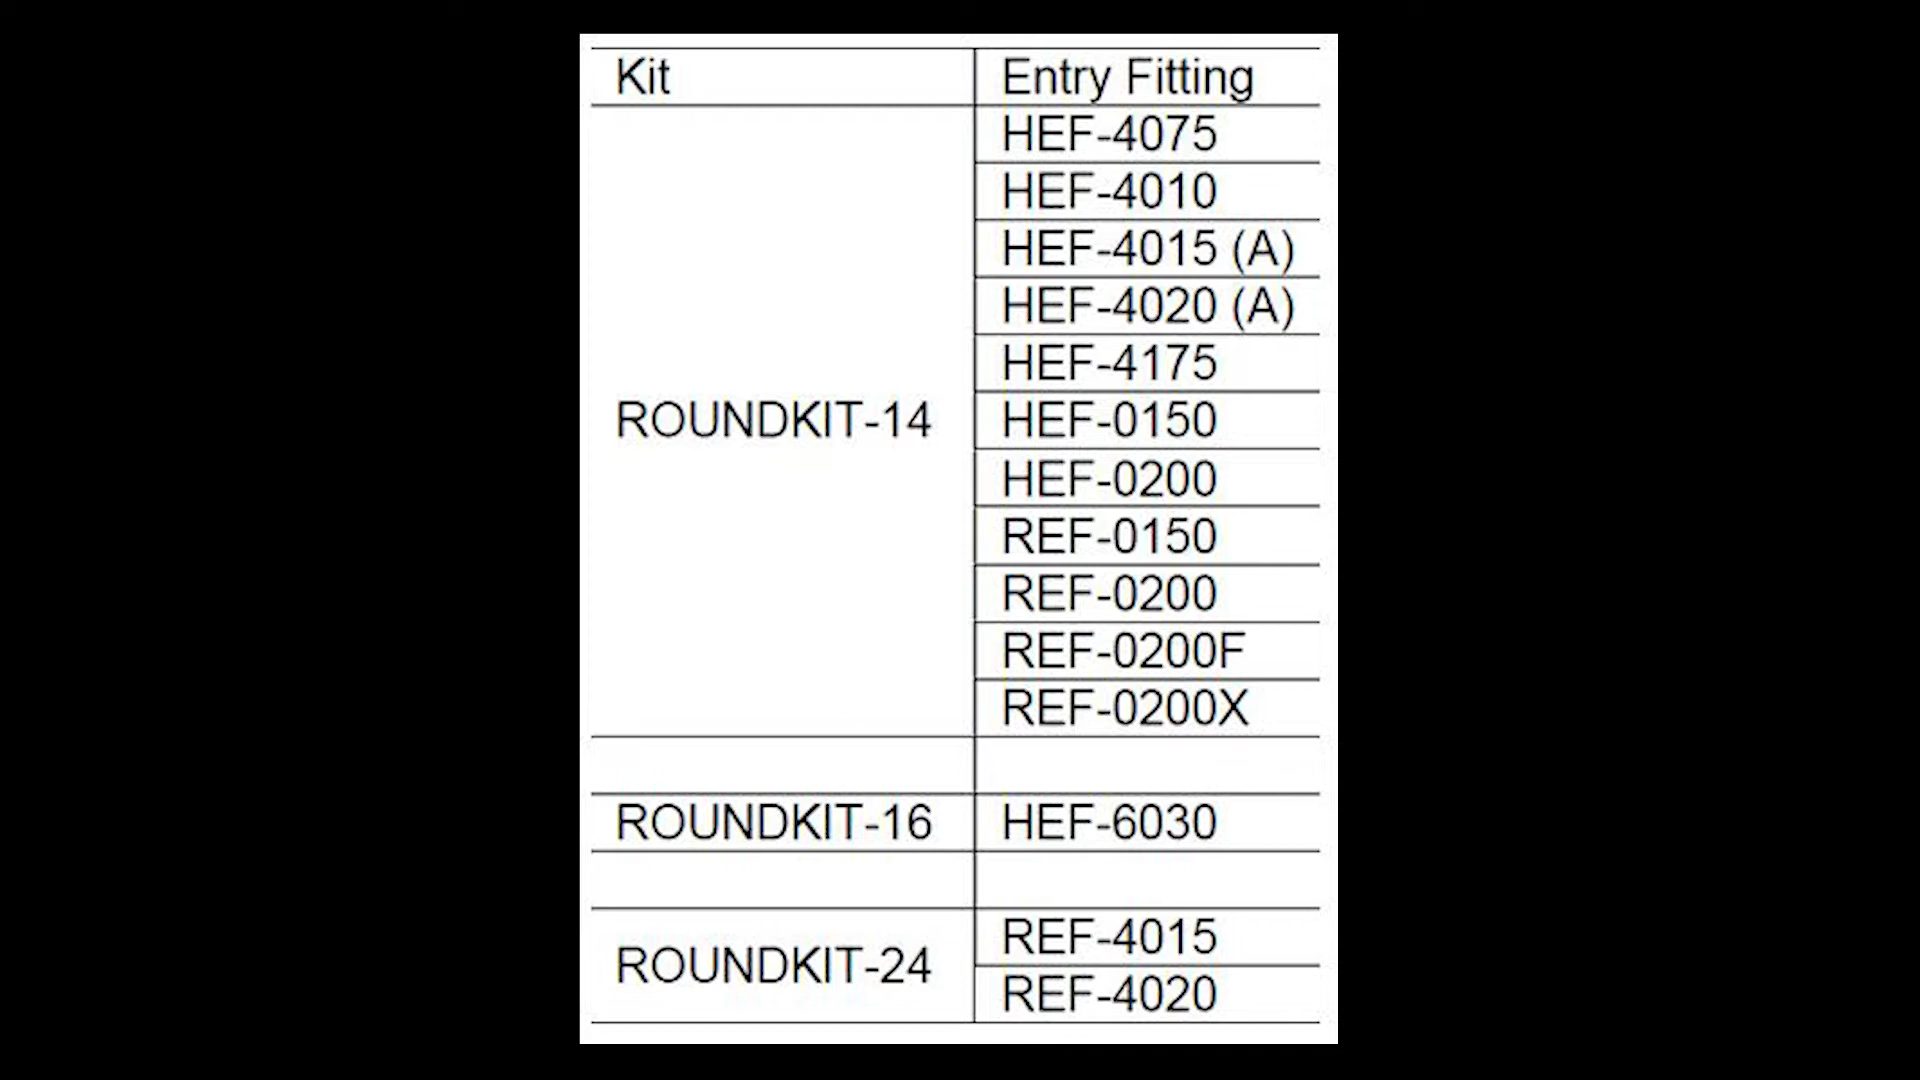 Kit Entry Fitting
HEF-4075
HEF-4010
HEF-4015 (A)
HEF-4020 (A)
HEF-4175
ROUNDKIT-14 HEF-0150
HEF-0200
REF-0150
REF-0200
REF-0200F
REF-0200X
ROUNDKIT-16 HEF-6030
ROUNDKIT-24
REF-4015
REF-4020